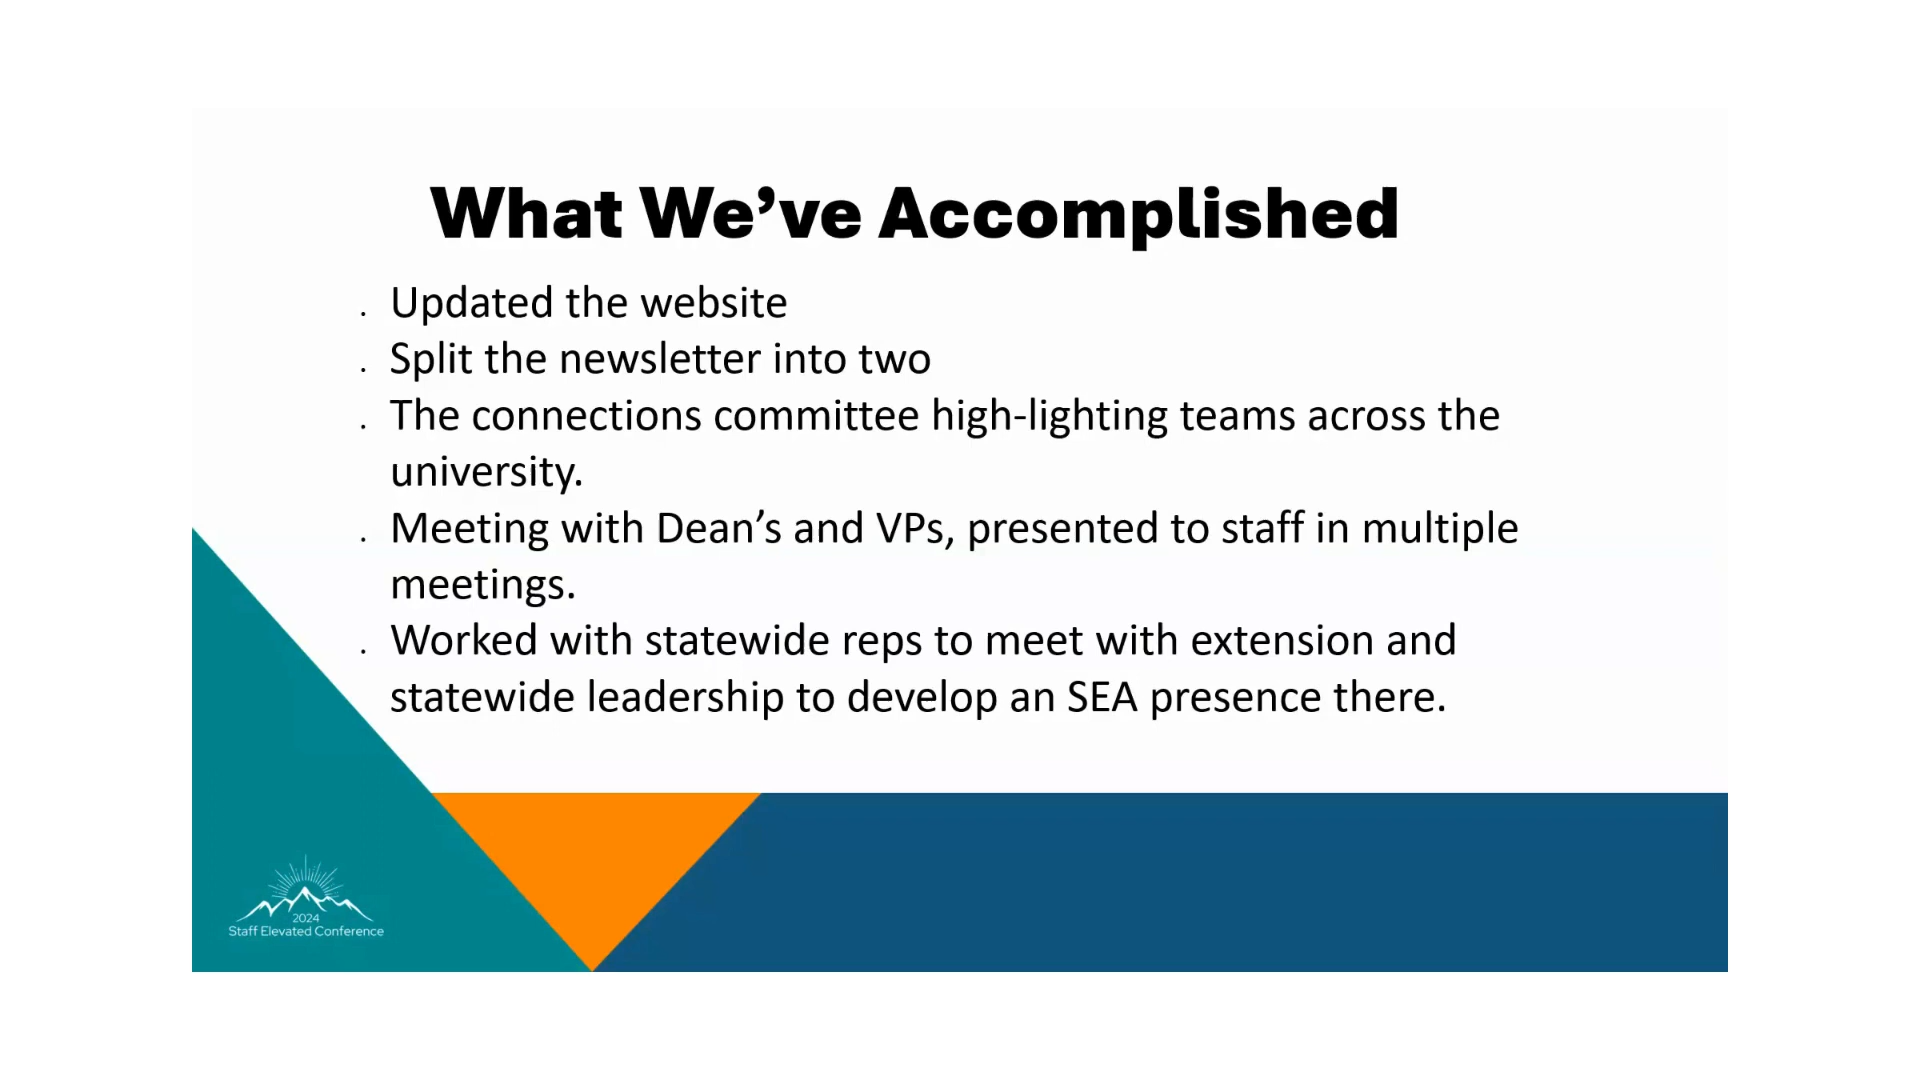 What We’ve Accomplished
. Updated the website
. Split the newsletter into two
. The connections committee high-lighting teams across the
university.
. Meeting with Dean’s and VPs, presented to staff in multiple
meetings.
. Worked with statewide reps to meet with extension and
statewide leadership to develop an SEA presence there.
2024
Staff Elevated Conference